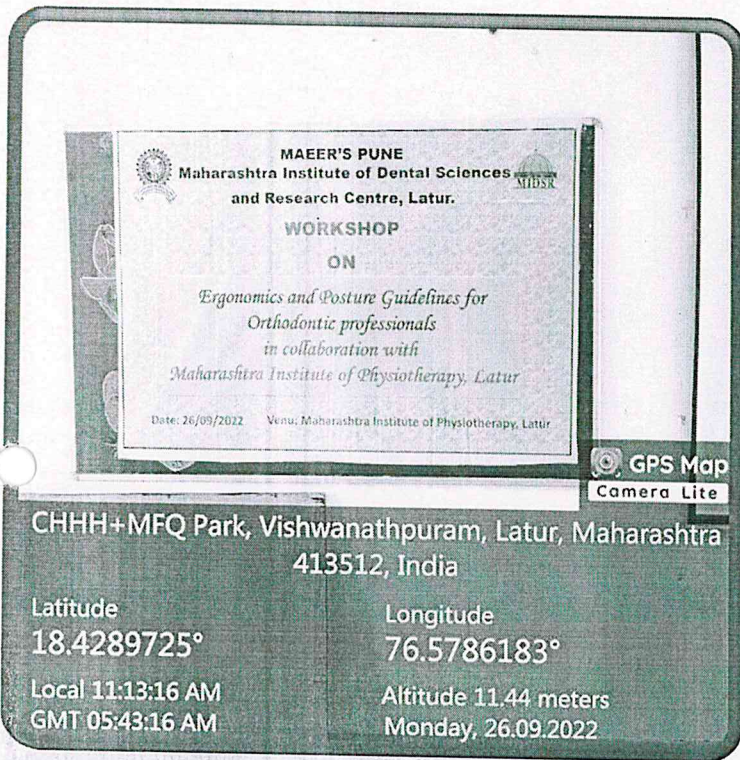 MAEER'S PUNE
Maharashtra Institute of Dental Sciences
MIDSR
and Research Centre, Latur.
WORKSHOP
ON
Ergonomics and Posture Guidelines for
Orthodontic professionals
in collaboration with
Maharashtra Institute of Physiotherapy, Latur
Date: 26/09/2022 Venu: Maharashtra Institute of Physiotherapy, Latur
GPS Map
Camera Lite
CHHH+MFQ Park, Vishwanathpuram, Latur, Maharashtra
413512, India
Latitude
18.4289725°
Longitude
76.5786183°
Local 11:13:16 AM
GMT 05:43:16 AM
Altitude 11.44 meters
Monday, 26.09.2022